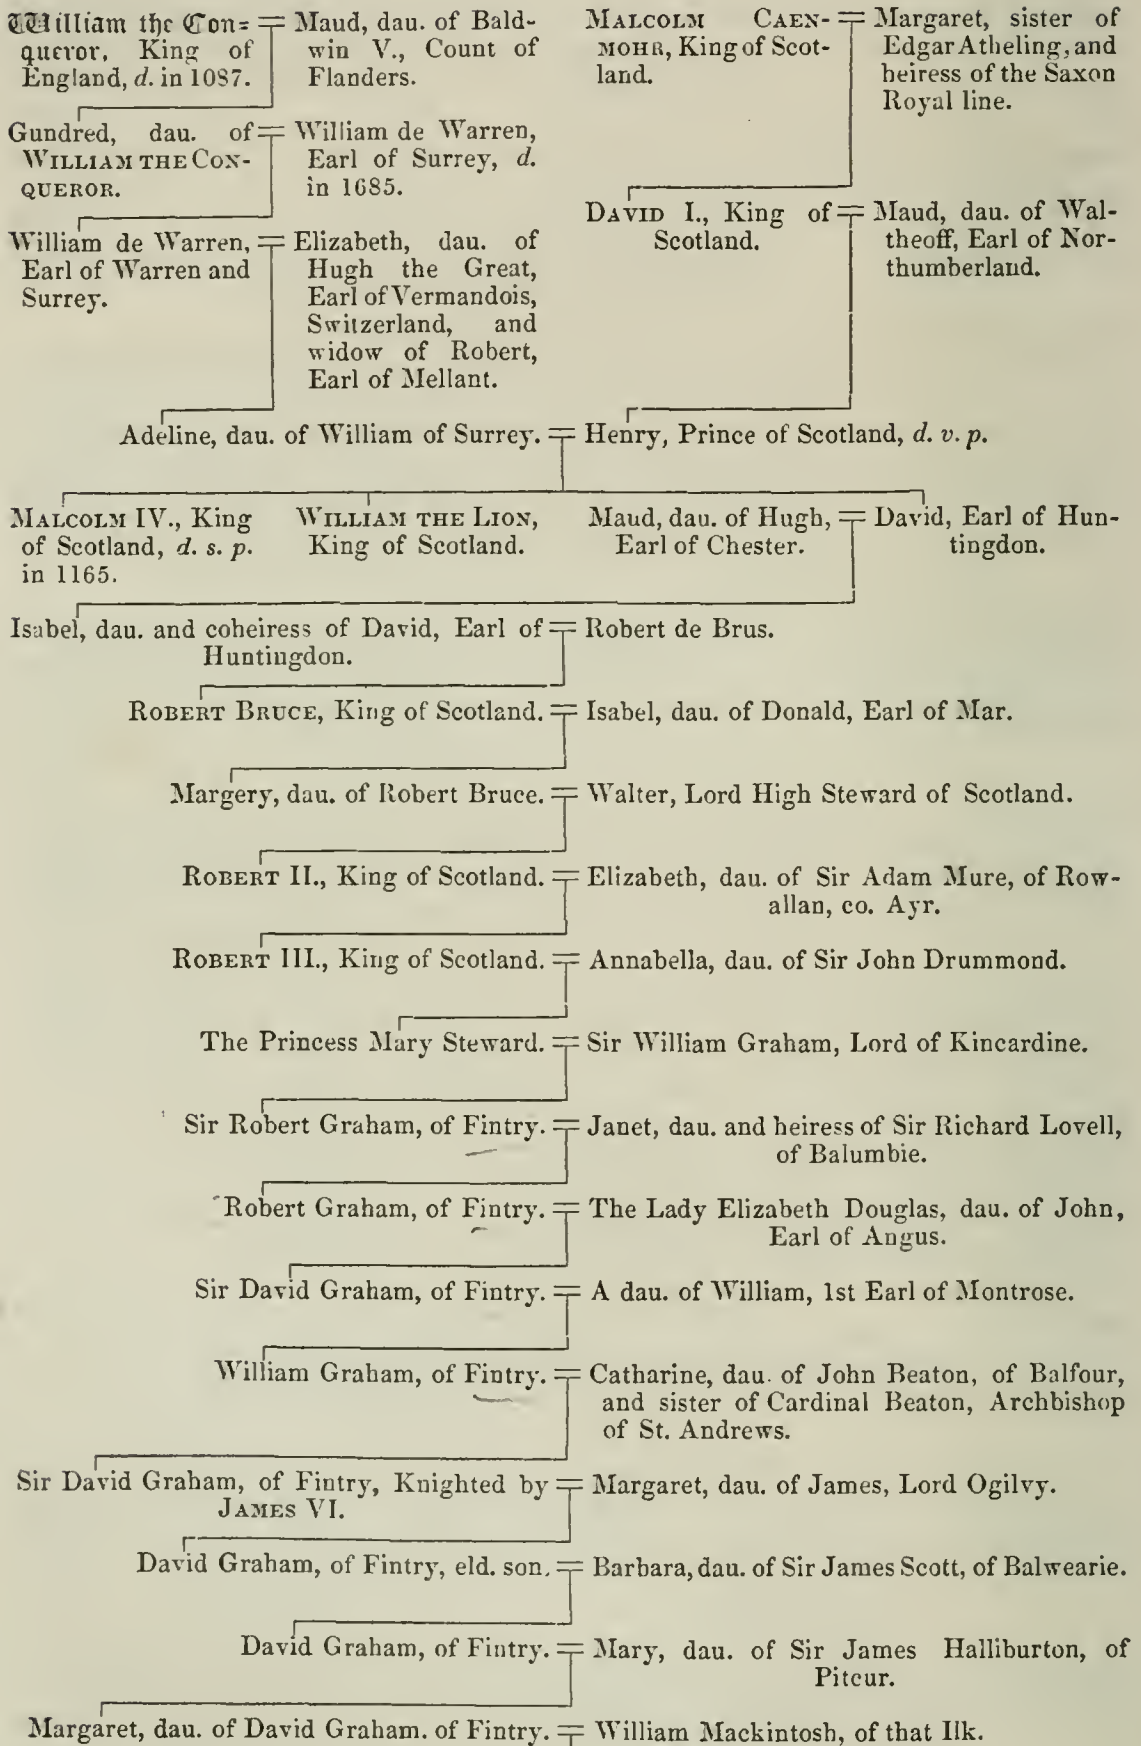 William the Con-
queror, King of
England, d. in 1087.
Maud, dau. of Bald-
win V., Count of
Flanders.
MALCOLM CAEN-
MOHR, King of Scot-
land.
Margaret, sister of
Edgar Atheling, and
heiress of the Saxon
Royal line.
Gundred, dau. of
WILLIAM THE CON-
QUEROR.
William de Warren,
Earl of Surrey, d.
in 1685.
DAVID I., King of
Scotland.
Maud, dau. of Wal-
theoff, Earl of Nor-
thumberland.
William de Warren,
Earl of Warren and
Surrey.
Elizabeth, dau. of
Hugh the Great,
Earl of Vermandois,
Switzerland, and
widow of Robert,
Earl of Mellant.
Adeline, dau. of William of Surrey. = Henry, Prince of Scotland, d. v. p.
MALCOLM IV., King
of Scotland, d. s. p.
in 1165.
WILLIAM THE LION,
King of Scotland.
Maud, dau. of Hugh,
Earl of Chester.
David, Earl of Hun-
tingdon.
Isabel, dau. and coheiress of David, Earl of
Huntingdon.
Robert de Brus.
ROBERT BRUCE, King of Scotland. = Isabel, dau. of Donald, Earl of Mar.
Margery, dau. of Robert Bruce. = Walter, Lord High Steward of Scotland.
ROBERT II., King of Scotland. = Elizabeth, dau. of Sir Adam Mure, of Row-
allan, co. Ayr.
ROBERT III., King of Scotland. = Annabella, dau. of Sir John Drummond.
The Princess Mary Steward. = Sir William Graham, Lord of Kincardine.
Sir Robert Graham, of Fintry. = Janet, dau. and heiress of Sir Richard Lovell,
of Balumbie.
Robert Graham, of Fintry. = The Lady Elizabeth Douglas, dau. of John,
Earl of Angus.
Sir David Graham, of Fintry. = A dau. of William, 1st Earl of Montrose.
William Graham, of Fintry. = Catharine, dau. of John Beaton, of Balfour,
and sister of Cardinal Beaton, Archbishop
of St. Andrews.
Sir David Graham, of Fintry, Knighted by
JAMES VI.
Margaret, dau. of James, Lord Ogilvy.
David Graham, of Fintry, eld. son. = Barbara, dau. of Sir James Scott, of Balwearie.
David Graham, of Fintry. = Mary, dau. of Sir James Halliburton, of
Pitcur.
Margaret, dau. of David Graham. of Fintry. = William Mackintosh, of that Ilk.